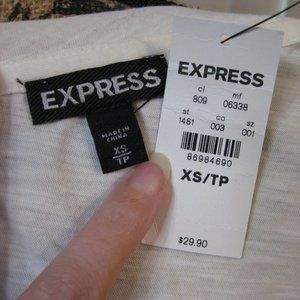 EXPRESS
MADE IN
CHINA
XS
TP
EXPRESS
cl mf
809 06338
st co sz
1461 003 001
86984690
XS/TP
$29.90